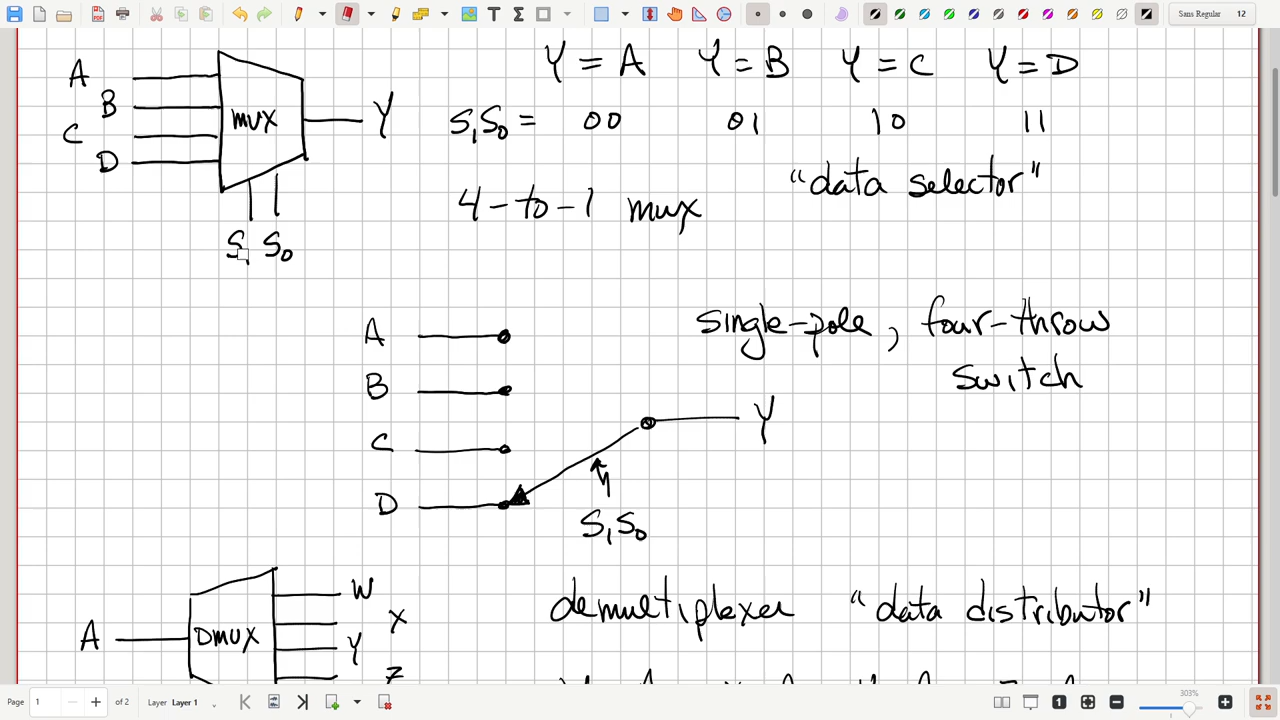 Sans Regular 12
A
B
C
D
MUX
Y
S₁ S₀
Y = A Y = B Y = C Y = D
S₁S₀ = 00 01 10 11
"data selector"
4-to-1 mux
single-pole, four-throw
switch
A
B
C
D
Y
S₁S₀
A
DMUX
W
X
Y
Z
demultiplexer "data distributor"
Page 1 of 2 Layer Layer 1 303%